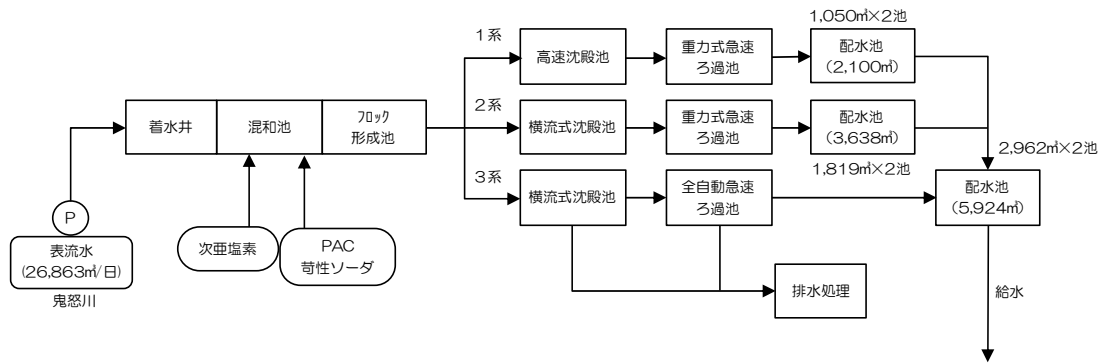 1,050㎥×2池
1系
高速沈殿池
重力式急速
ろ過池
配水池
(2,100㎥)
着水井
混和池
フロック
形成池
2系
横流式沈殿池
重力式急速
ろ過池
配水池
(3,638㎥)
2,962㎥×2池
1,819㎥×2池
3系
横流式沈殿池
全自動急速
ろ過池
配水池
(5,924㎥)
P
表流水
(26,863㎥/日)
鬼怒川
次亜塩素
PAC
苛性ソーダ
排水処理
給水